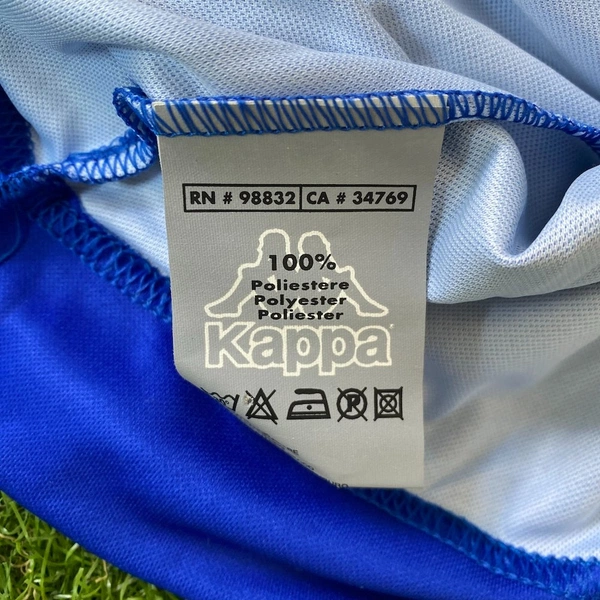 RN # 98832 CA # 34769
100%
Poliestere
Polyester
Poliester
Kappa